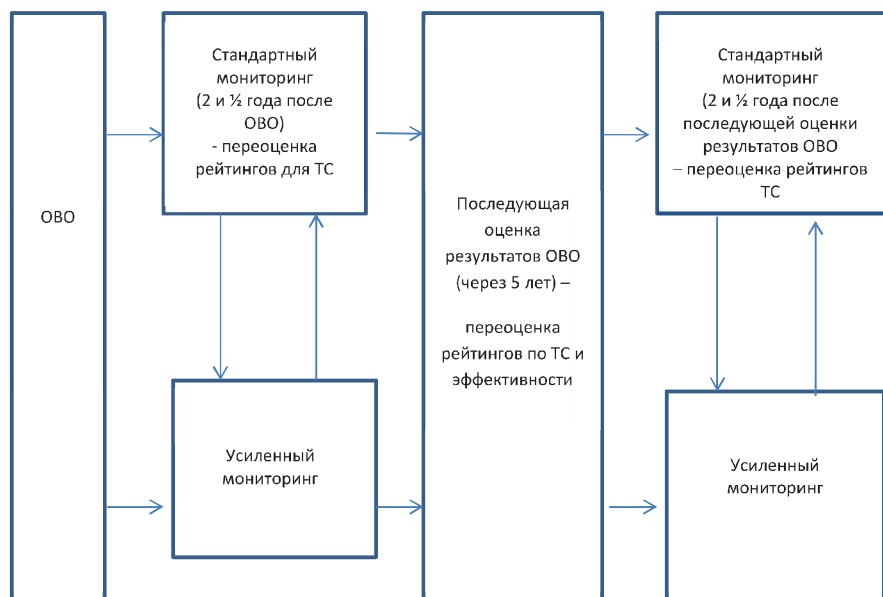 ОВО
Стандартный
мониторинг
(2 и ½ года после
ОВО)
- переоценка
рейтингов для ТС
Усиленный
мониторинг
Последующая
оценка
результатов ОВО
(через 5 лет) –
переоценка
рейтингов по ТС и
эффективности
Стандартный
мониторинг
(2 и ½ года после
последующей оценки
результатов ОВО
– переоценка рейтингов
ТС
Усиленный
мониторинг